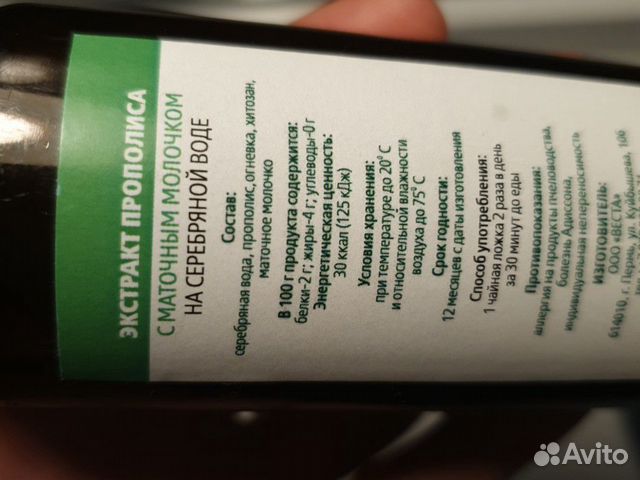 ЭКСТРАКТ ПРОПОЛИСА
С МАТОЧНЫМ МОЛОЧКОМ
НА СЕРЕБРЯНОЙ ВОДЕ
Состав:
серебряная вода, прополис, огневка, хитозан,
маточное молочко
В 100 г продукта содержится:
белки-2 г; жиры-4 г; углеводы-0 г
Энергетическая ценность:
30 ккал (125 кДж)
Условия хранения:
при температуре до 20° С
и относительной влажности
воздуха до 75° С
Срок годности:
12 месяцев с даты изготовления
Способ употребления:
1 чайная ложка 2 раза в день
за 30 минут до еды
Противопоказания:
аллергия на продукты пчеловодства,
болезнь Адиссона,
индивидуальная непереносимость
ИЗГОТОВИТЕЛЬ:
ООО «ВЕСТА»
614010, г. Пермь, ул. Куйбышева, 106
Avito